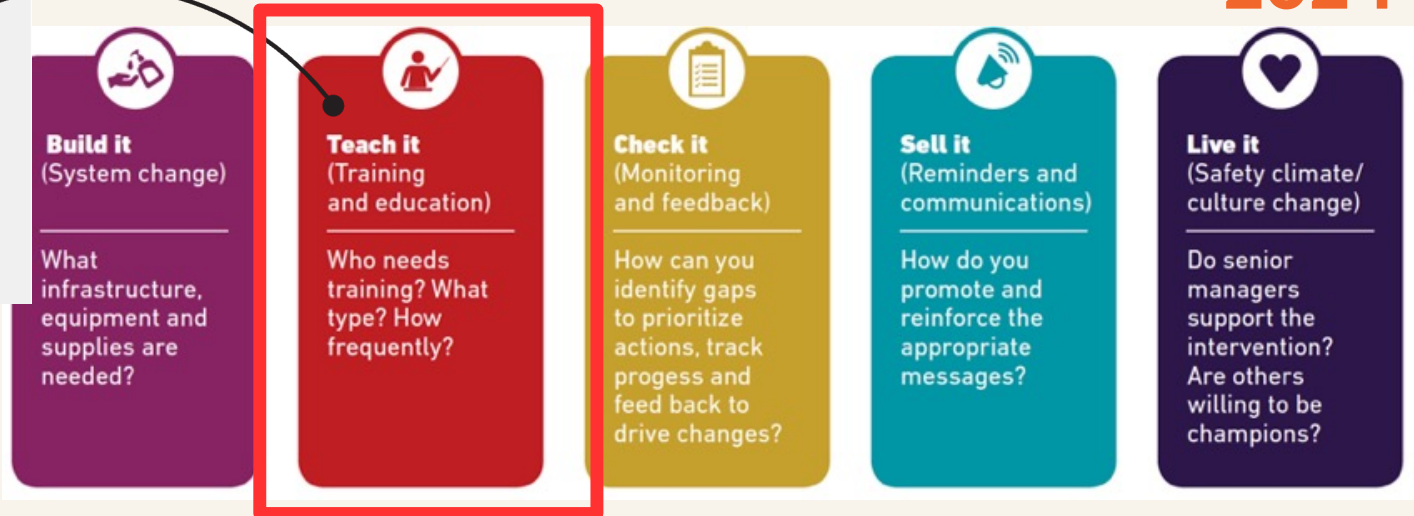 Build it
(System change)
What
infrastructure,
equipment and
supplies are
needed?
Teach it
(Training
and education)
Who needs
training? What
type? How
frequently?
Check it
(Monitoring
and feedback)
How can you
identify gaps
to prioritize
actions, track
progess and
feed back to
drive changes?
Sell it
(Reminders and
communications)
How do you
promote and
reinforce the
appropriate
messages?
Live it
(Safety climate/
culture change)
Do senior
managers
support the
intervention?
Are others
willing to be
champions?